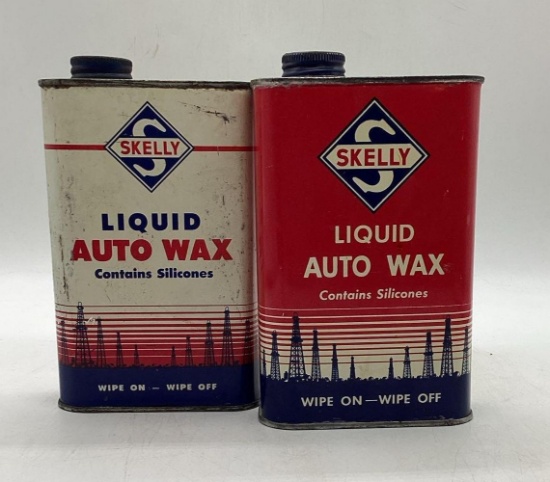 SKELLY
LIQUID
AUTO WAX
Contains Silicones
WIPE ON - WIPE OFF
SKELLY
LIQUID
AUTO WAX
Contains Silicones
WIPE ON—WIPE OFF